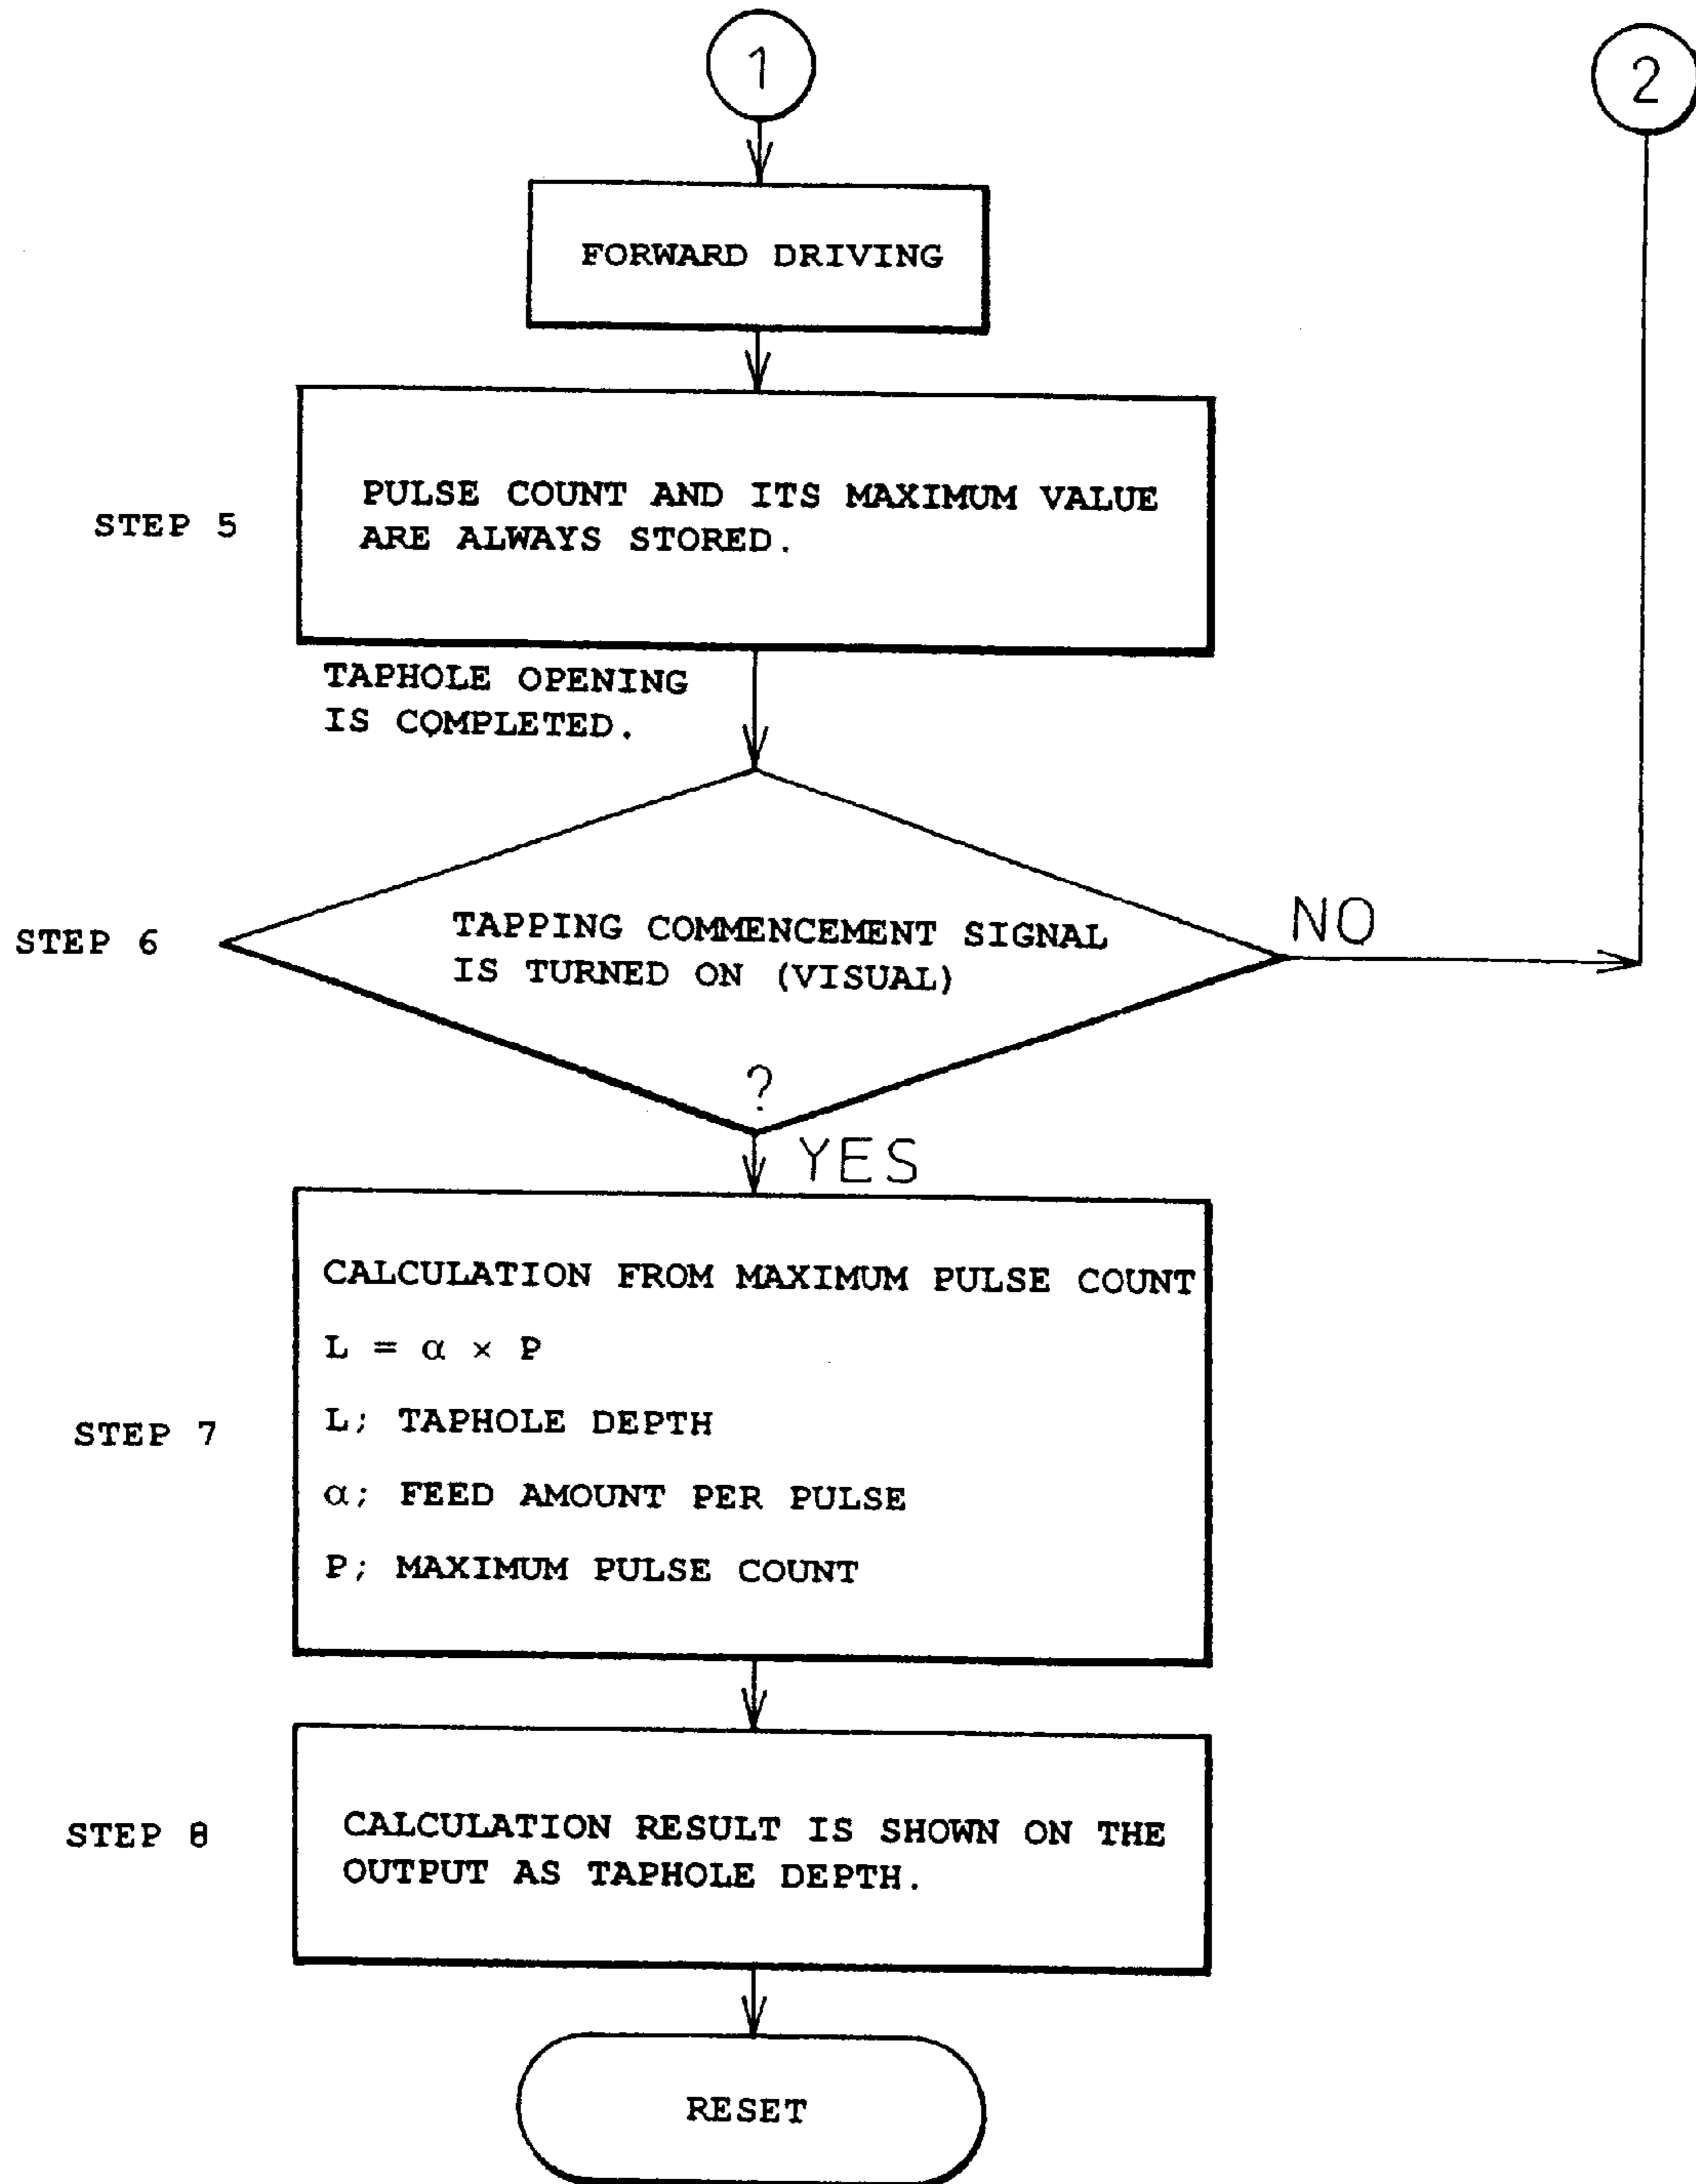 1
2
FORWARD DRIVING
STEP 5
PULSE COUNT AND ITS MAXIMUM VALUE
ARE ALWAYS STORED.
TAPHOLE OPENING
IS COMPLETED.
STEP 6
TAPPING COMMENCEMENT SIGNAL
IS TURNED ON (VISUAL)
?
NO
YES
STEP 7
CALCULATION FROM MAXIMUM PULSE COUNT
L = α × P
L; TAPHOLE DEPTH
α; FEED AMOUNT PER PULSE
P; MAXIMUM PULSE COUNT
STEP 8
CALCULATION RESULT IS SHOWN ON THE
OUTPUT AS TAPHOLE DEPTH.
RESET